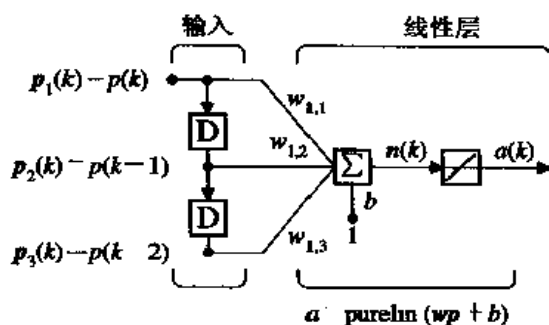 输入
线性层
p₁(k)－p(k)
w₁,₁
D
w₁,₂
p₂(k)－p(k－1)
Σ
n(k)
a(k)
b
D
1
w₁,₃
p₃(k)－p(k 2)
a purelin (wp + b)